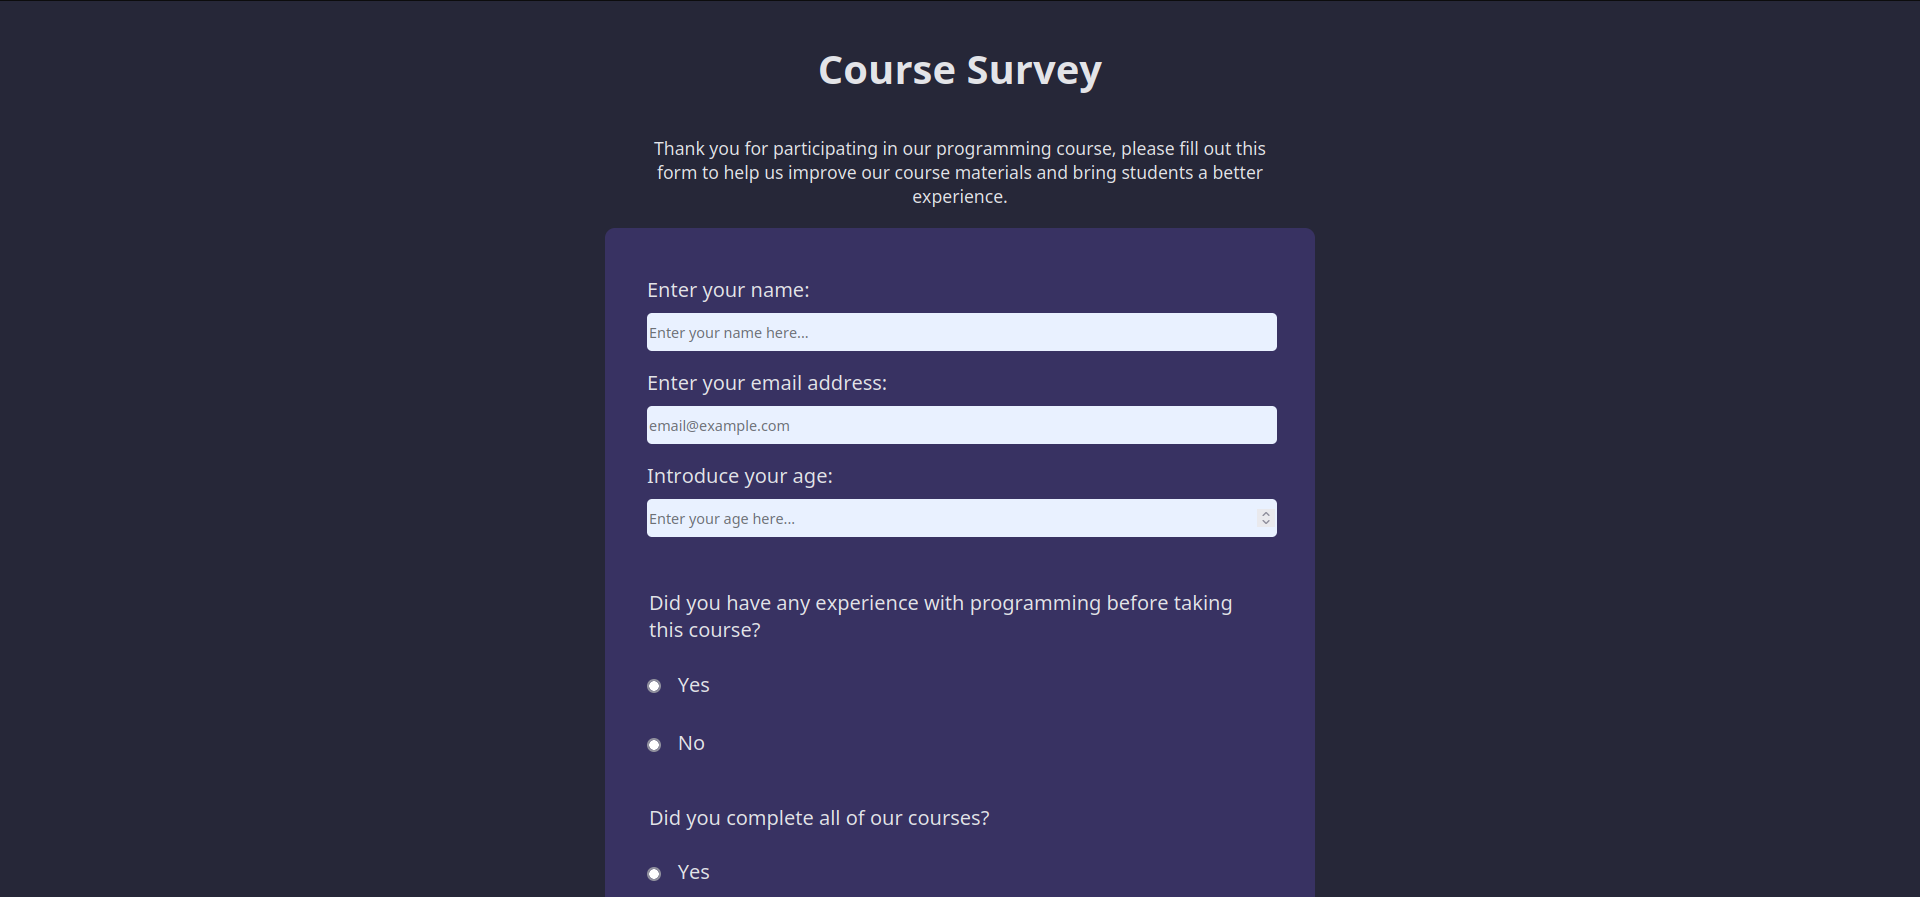 Course Survey
Thank you for participating in our programming course, please fill out this
form to help us improve our course materials and bring students a better
experience.
Enter your name:
Enter your name here...
Enter your email address:
email@example.com
Introduce your age:
Enter your age here...
Did you have any experience with programming before taking
this course?
Yes
No
Did you complete all of our courses?
Yes